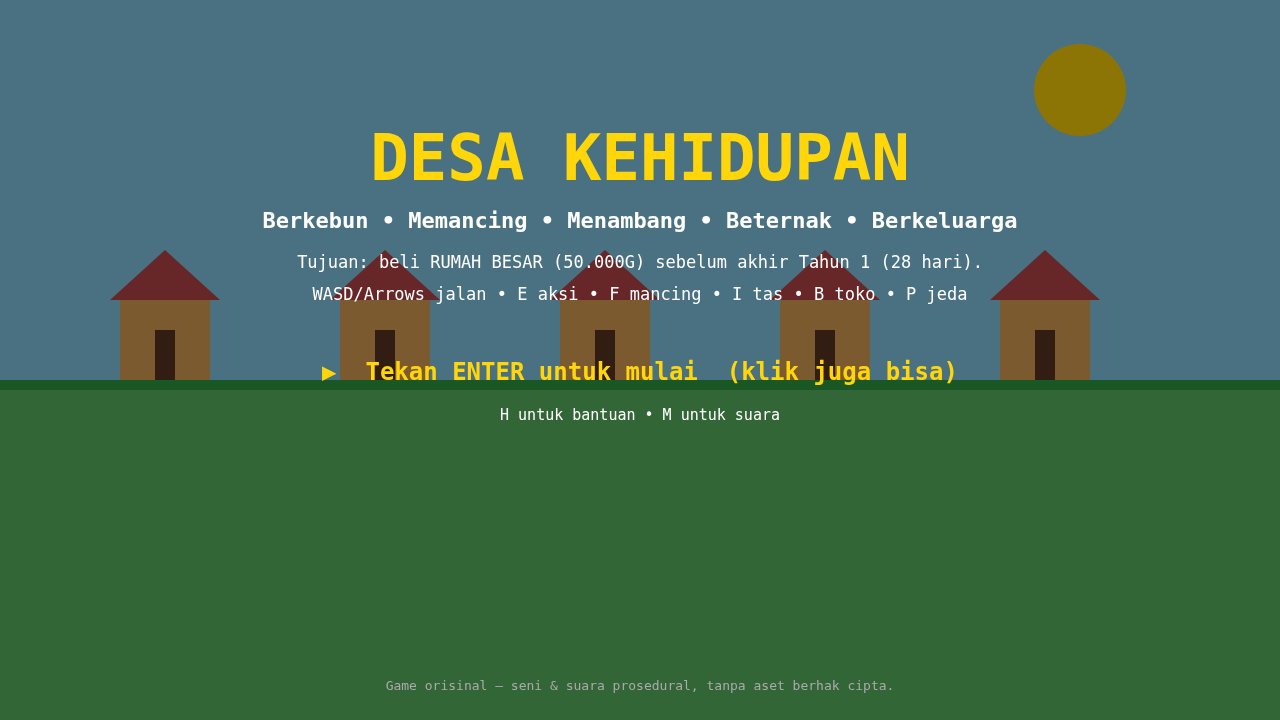 DESA KEHIDUPAN
Berkebun • Memancing • Menambang • Beternak • Berkeluarga
Tujuan: beli RUMAH BESAR (50.000G) sebelum akhir Tahun 1 (28 hari).
WASD/Arrows jalan • E aksi • F mancing • I tas • B toko • P jeda
▶ Tekan ENTER untuk mulai (klik juga bisa)
H untuk bantuan • M untuk suara
Game orisinal — seni & suara prosedural, tanpa aset berhak cipta.